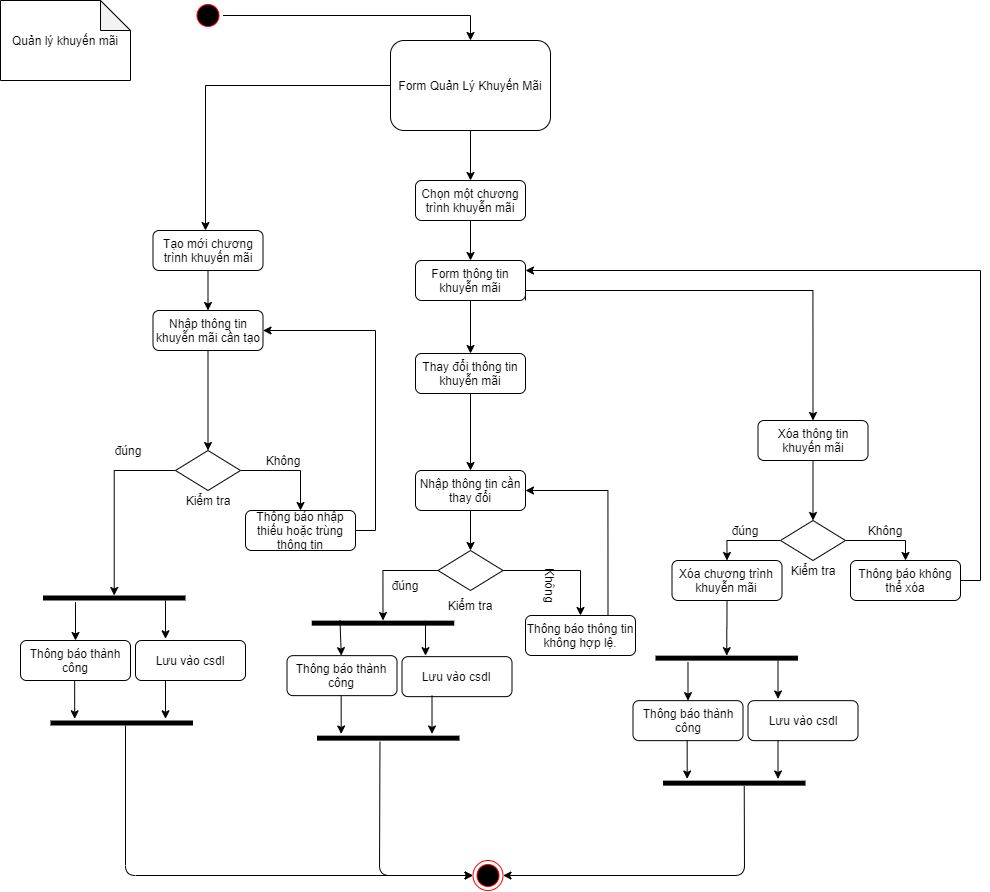 Quản lý khuyến mãi
Form Quản Lý Khuyến Mãi
Chọn một chương
trình khuyễn mãi
Tạo mới chương
trình khuyến mãi
Form thông tin
khuyến mãi
Nhập thông tin
khuyễn mãi cần tạo
Thay đổi thông tin
khuyễn mãi
Xóa thông tin
khuyến mãi
đúng
Không
Kiểm tra
Thông báo nhập
thiếu hoặc trùng
thông tin
Nhập thông tin cần
thay đổi
đúng
Không
Kiểm tra
Thông báo thông tin
không hợp lệ.
đúng
Không
Kiểm tra
Xóa chương trình
khuyến mãi
Thông báo không
thể xóa
Thông báo thành
công
Lưu vào csdl
Thông báo thành
công
Lưu vào csdl
Thông báo thành
công
Lưu vào csdl